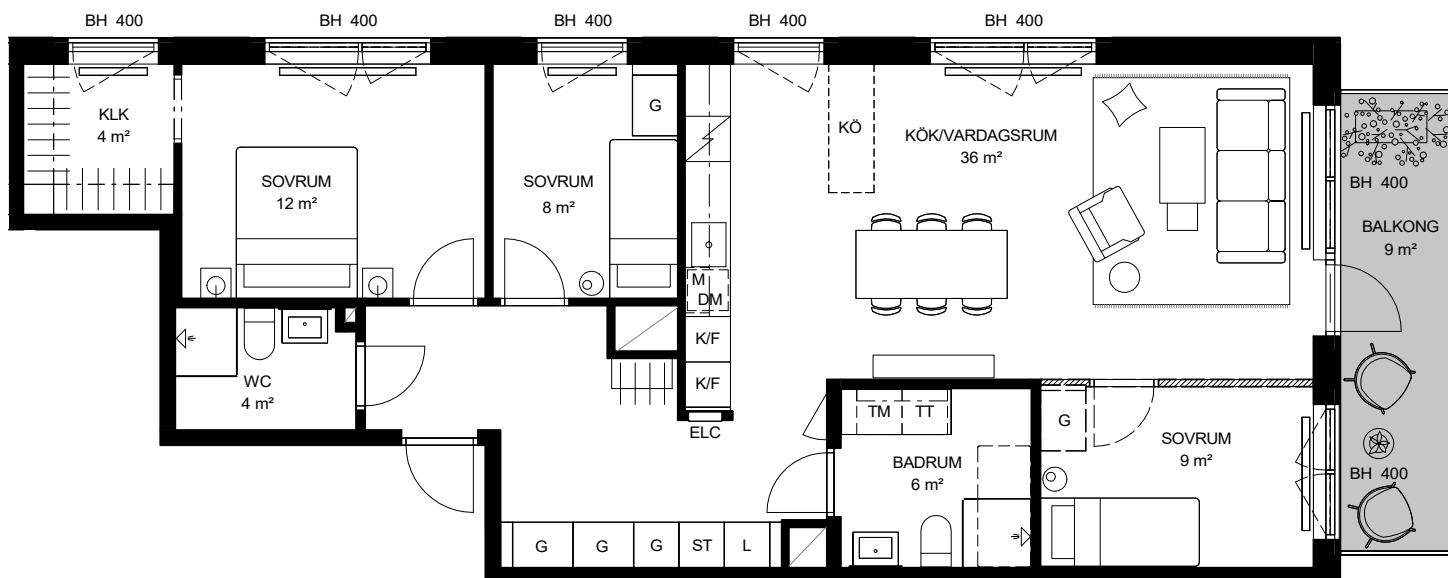 BH 400
BH 400
BH 400
BH 400
BH 400
KLK
4 m²
SOVRUM
12 m²
SOVRUM
8 m²
G
KÖ
KÖK/VARDAGSRUM
36 m²
BH 400
BALKONG
9 m²
M
DM
K/F
K/F
ELC
WC
4 m²
TM
TT
BADRUM
6 m²
G
SOVRUM
9 m²
BH 400
G
G
G
ST
L